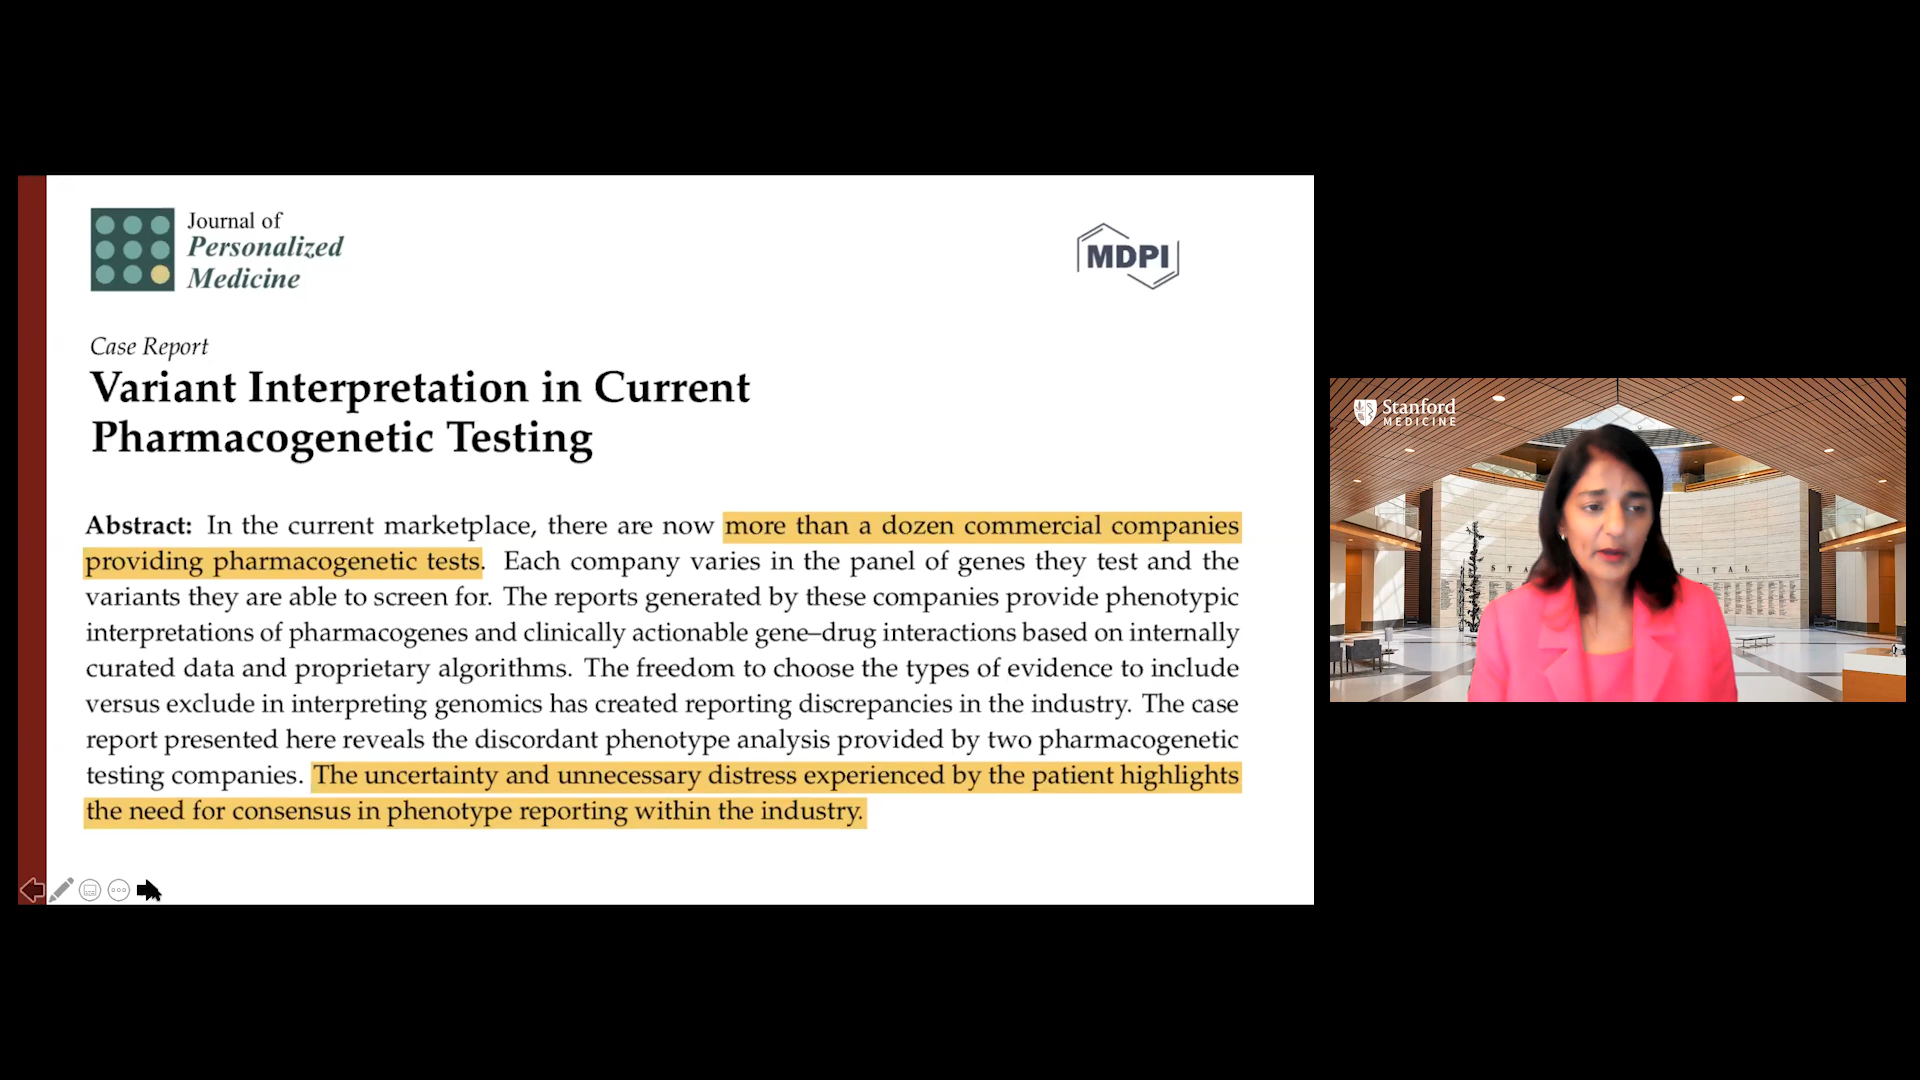 Journal of
Personalized
Medicine
MDPI
Case Report
Variant Interpretation in Current
Pharmacogenetic Testing
Abstract: In the current marketplace, there are now more than a dozen commercial companies
providing pharmacogenetic tests. Each company varies in the panel of genes they test and the
variants they are able to screen for. The reports generated by these companies provide phenotypic
interpretations of pharmacogenes and clinically actionable gene–drug interactions based on internally
curated data and proprietary algorithms. The freedom to choose the types of evidence to include
versus exclude in interpreting genomics has created reporting discrepancies in the industry. The case
report presented here reveals the discordant phenotype analysis provided by two pharmacogenetic
testing companies. The uncertainty and unnecessary distress experienced by the patient highlights
the need for consensus in phenotype reporting within the industry.
Stanford
MEDICINE